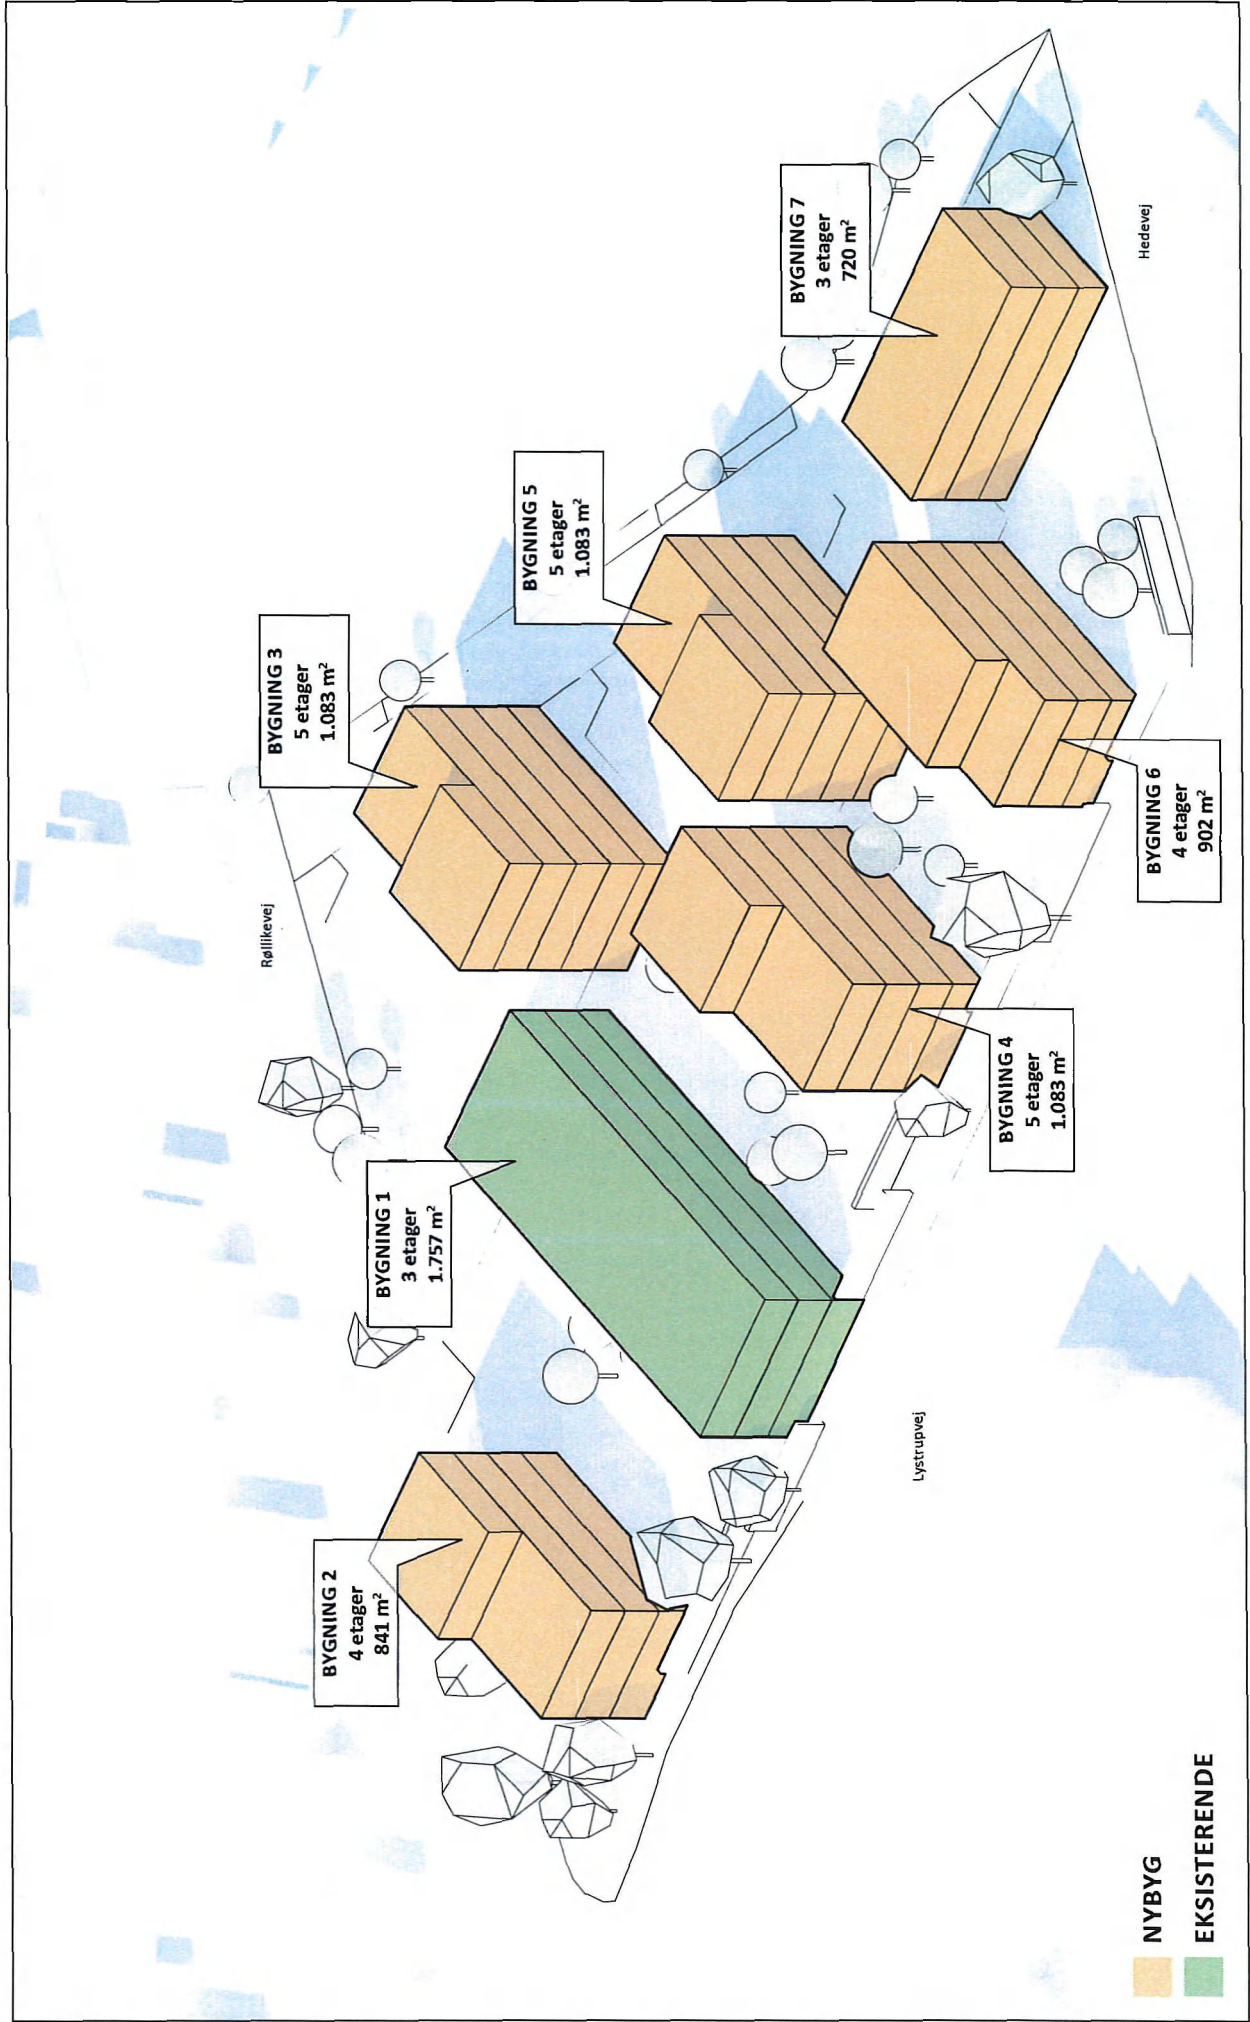 BYGNING 1
3 etager
1.757 m²
BYGNING 2
4 etager
841 m²
BYGNING 3
5 etager
1.083 m²
BYGNING 4
5 etager
1.083 m²
BYGNING 5
5 etager
1.083 m²
BYGNING 6
4 etager
902 m²
BYGNING 7
3 etager
720 m²
Røllikevej
Lystrupvej
Hedevej
NYBYG
EKSISTERENDE